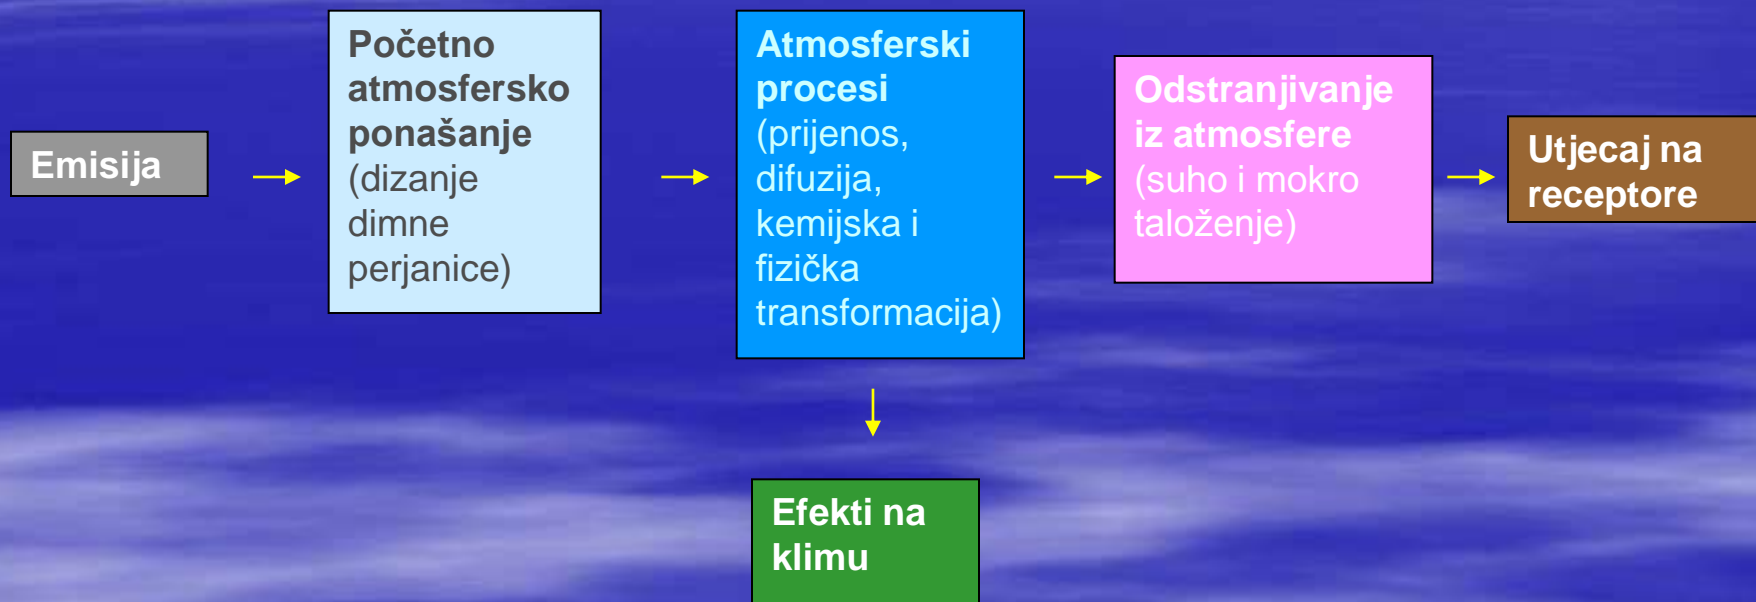 Emisija
Početno
atmosfersko
ponašanje
(dizanje
dimne
perjanice)
Atmosferski
procesi
(prijenos,
difuzija,
kemijska i
fizička
transformacija)
Odstranjivanje
iz atmosfere
(suho i mokro
taloženje)
Utjecaj na
receptore
Efekti na
klimu